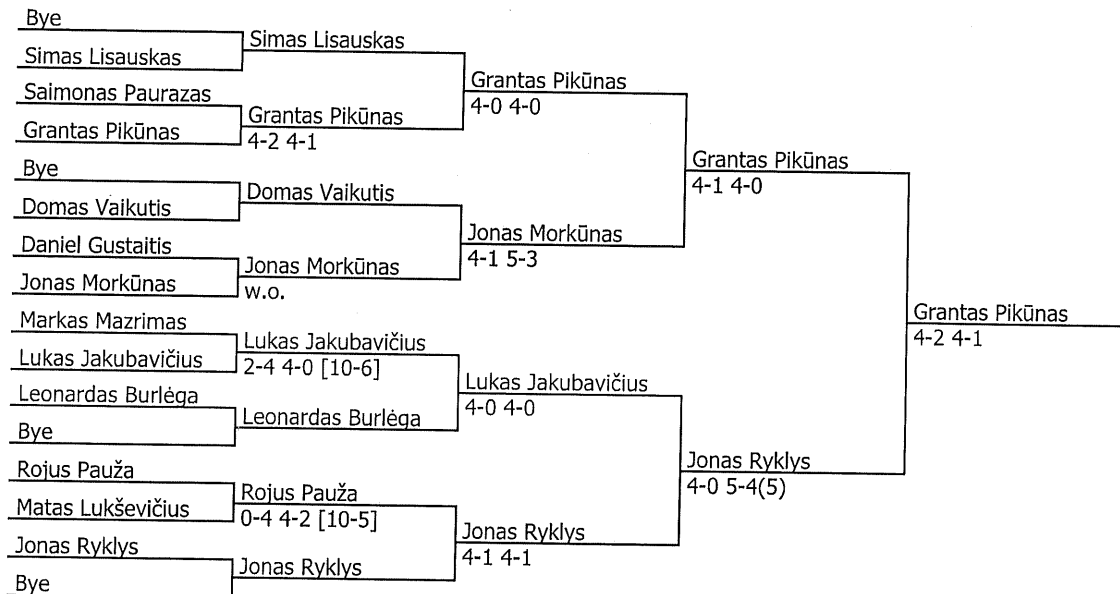 Bye
Simas Lisauskas
Saimonas Paurazas
Grantas Pikūnas
Bye
Domas Vaikutis
Daniel Gustaitis
Jonas Morkūnas
Markas Mazrimas
Lukas Jakubavičius
Leonardas Burlėga
Bye
Rojus Pauža
Matas Lukševičius
Jonas Ryklys
Bye
Simas Lisauskas
Grantas Pikūnas
4-2 4-1
Domas Vaikutis
Jonas Morkūnas
w.o.
Lukas Jakubavičius
2-4 4-0 [10-6]
Leonardas Burlėga
Rojus Pauža
0-4 4-2 [10-5]
Jonas Ryklys
Grantas Pikūnas
4-0 4-0
Jonas Morkūnas
4-1 5-3
Lukas Jakubavičius
4-0 4-0
Jonas Ryklys
4-1 4-1
Grantas Pikūnas
4-1 4-0
Jonas Ryklys
4-0 5-4(5)
Grantas Pikūnas
4-2 4-1